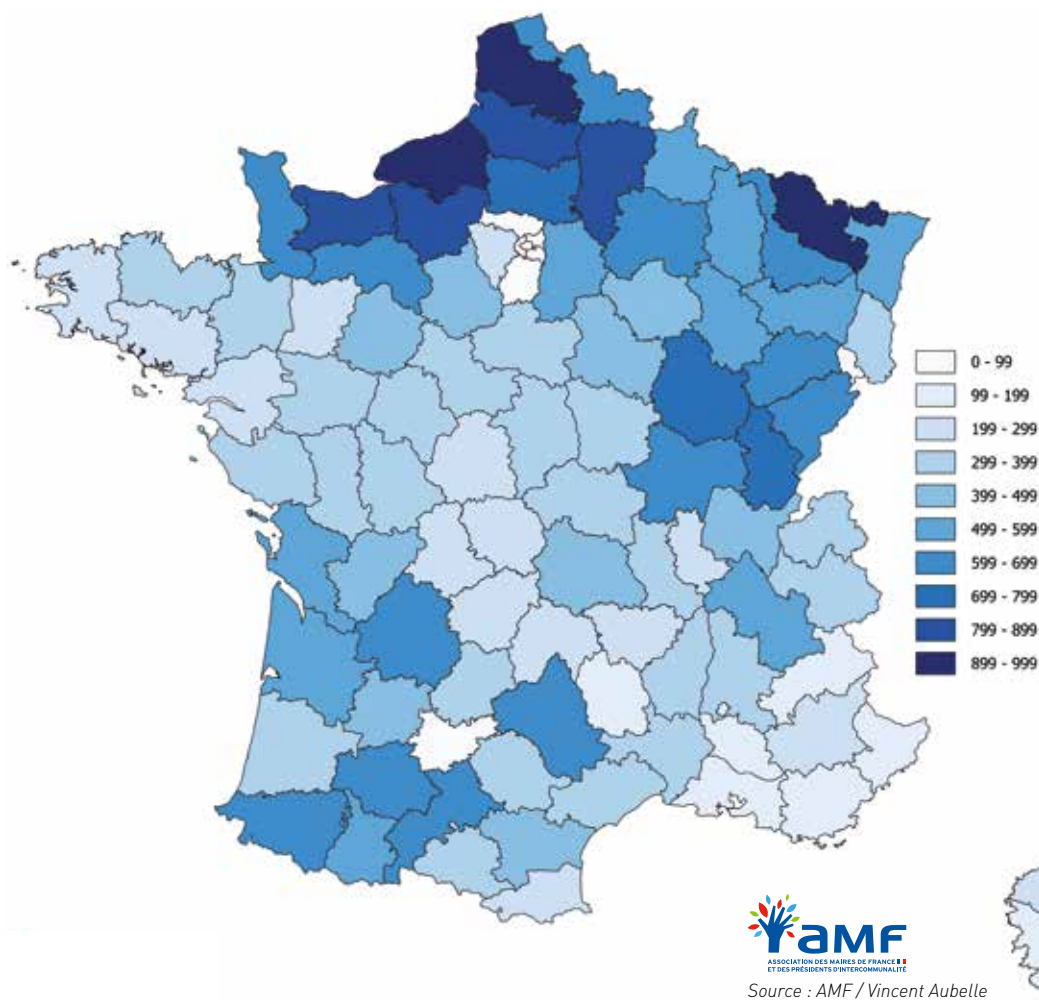 0 - 99
99 - 199
199 - 299
299 - 399
399 - 499
499 - 599
599 - 699
699 - 799
799 - 899
899 - 999
aMF
ASSOCIATION DES MAIRES DE FRANCE
ET DES PRÉSIDENTS D'INTERCOMMUNALITÉ
Source : AMF / Vincent Aubelle